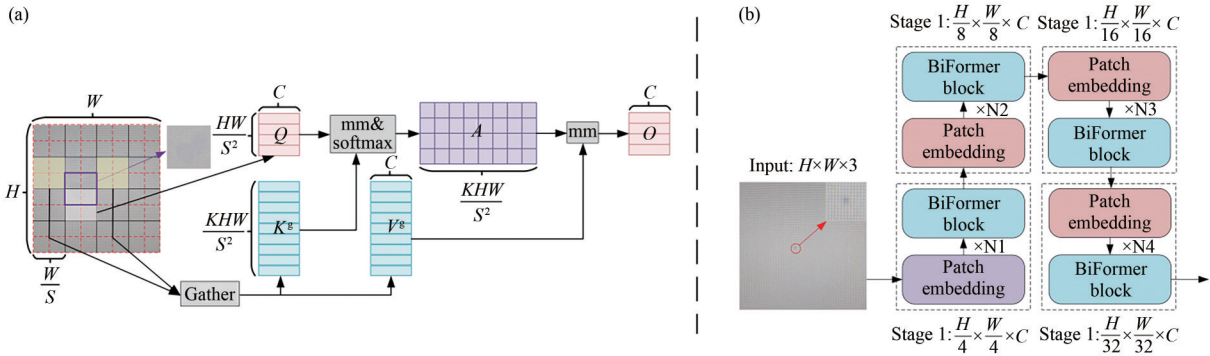 (a)
W
H
W/S
HW/S²
C
Q
mm&
softmax
A
KHW/S²
mm
C
O
KHW/S²
Kᵍ
C
Vᵍ
Gather
(b)
Input: H×W×3
Stage 1: H/8 × W/8 × C
BiFormer
block
×N2
Patch
embedding
BiFormer
block
×N1
Patch
embedding
Stage 1: H/4 × W/4 × C
Stage 1: H/16 × W/16 × C
Patch
embedding
×N3
BiFormer
block
Patch
embedding
×N4
BiFormer
block
Stage 1: H/32 × W/32 × C